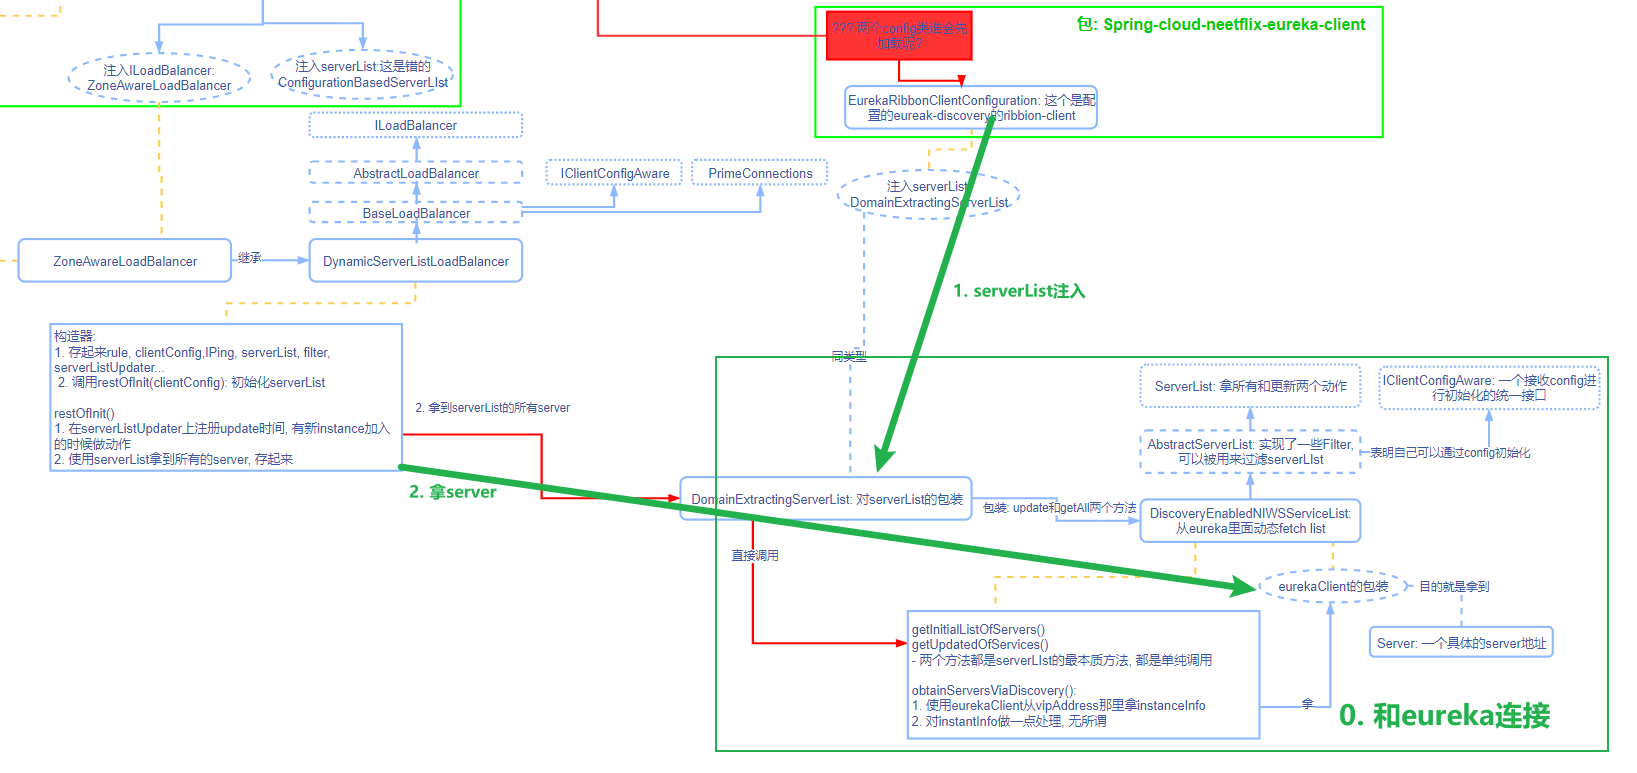 ??? 两个config类谁会先
加载呢?
包: Spring-cloud-neetflix-eureka-client
注入ILoadBalancer:
ZoneAwareLoadBalancer
注入serverList:这是错的
ConfigurationBasedServerLIst
EurekaRibbonClientConfiguration: 这个是配
置的eureak-discovery的ribbion-client
ILoadBalancer
AbstractLoadBalancer
IClientConfigAware
PrimeConnections
BaseLoadBalancer
注入serverList:
DomainExtractingServerList
ZoneAwareLoadBalancer
继承
DynamicServerListLoadBalancer
1. serverList注入
构造器:
1. 存起来rule, clientConfig,IPing, serverList, filter,
serverListUpdater...
2. 调用restOfInit(clientConfig): 初始化serverList
restOfInit()
1. 在serverListUpdater上注册update时间, 有新instance加入
的时候做动作
2. 使用serverList拿到所有的server, 存起来
2. 拿到serverList的所有server
2. 拿server
同类型
ServerList: 拿所有和更新两个动作
IClientConfigAware: 一个接收config进
行初始化的统一接口
AbstractServerList: 实现了一些Filter,
可以被用来过滤serverLIst
表明自己可以通过config初始化
DomainExtractingServerList: 对serverList的包装
包装: update和getAll两个方法
DiscoveryEnabledNIWSServiceList:
从eureka里面动态fetch list
直接调用
eurekaClient的包装
目的就是拿到
Server: 一个具体的server地址
getInitialListOfServers()
getUpdatedOfServices()
- 两个方法都是serverLIst的最本质方法, 都是单纯调用
obtainServersViaDiscovery():
1. 使用eurekaClient从vipAddress那里拿instanceInfo
2. 对instantInfo做一点处理, 无所谓
拿
0. 和eureka连接